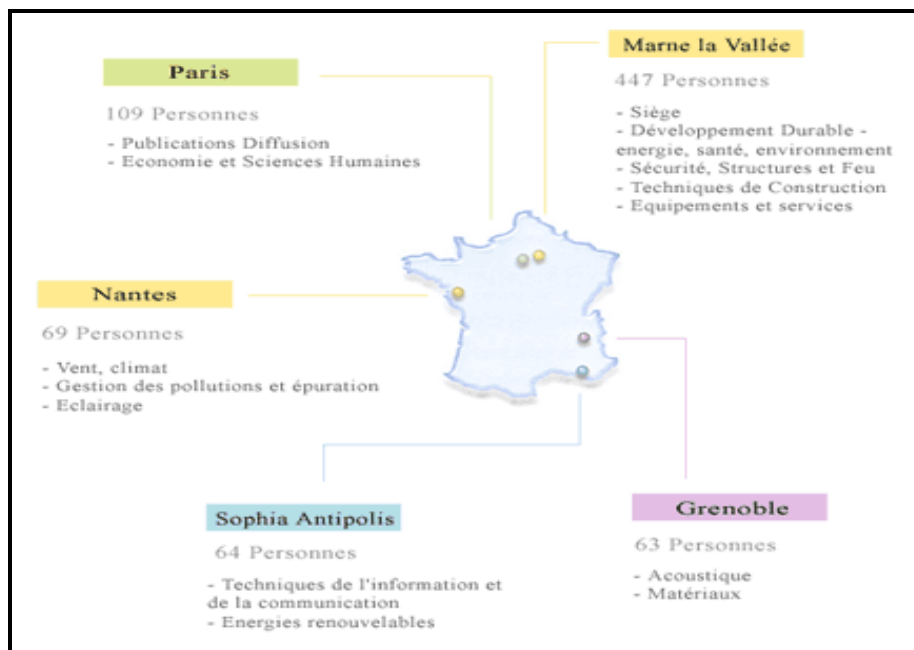 Paris
109 Personnes
- Publications Diffusion
- Economie et Sciences Humaines
Marne la Vallée
447 Personnes
- Siège
- Développement Durable -
energie, santé, environnement
- Sécurité, Structures et Feu
- Techniques de Construction
- Equipements et services
Nantes
69 Personnes
- Vent, climat
- Gestion des pollutions et épuration
- Eclairage
Sophia Antipolis
64 Personnes
- Techniques de l'information et
de la communication
- Energies renouvelables
Grenoble
63 Personnes
- Acoustique
- Matériaux